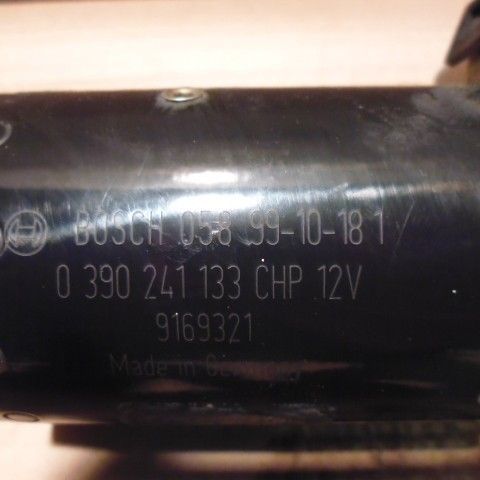 BOSCH 058 99-10-18 1
0 390 241 133 CHP 12V
9169321
Made in Germany